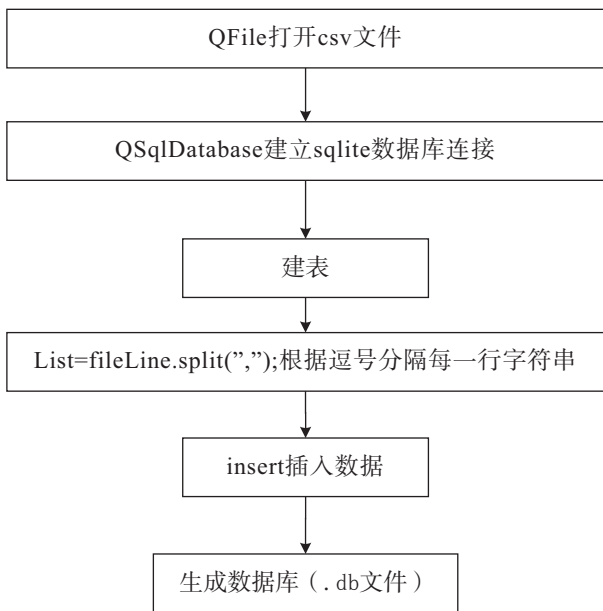 QFile打开csv文件
QSqlDatabase建立sqlite数据库连接
建表
List=fileLine.split(”,”);根据逗号分隔每一行字符串
insert插入数据
生成数据库（.db文件）